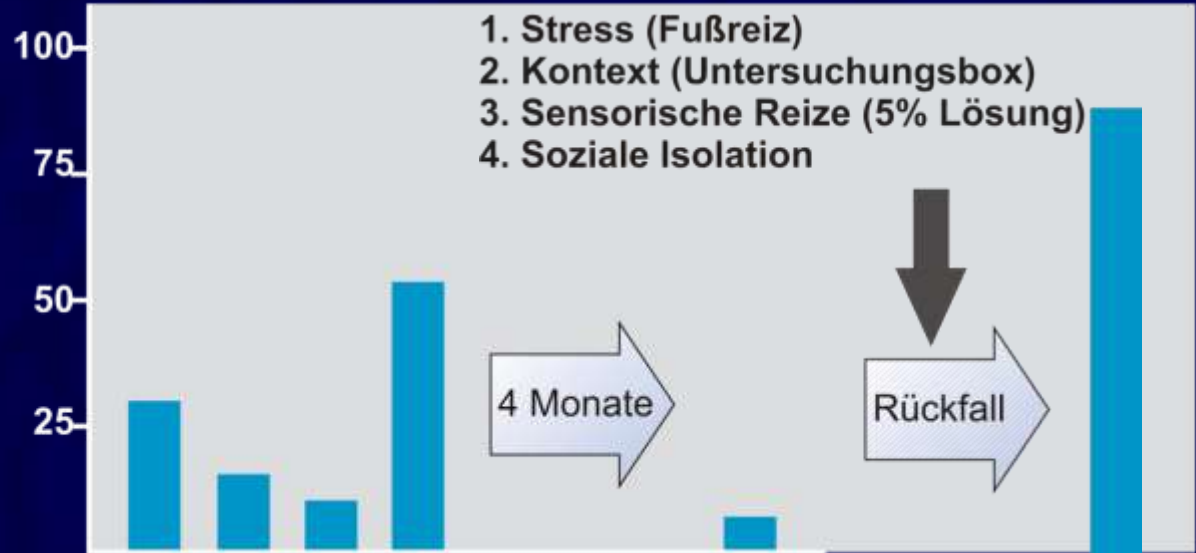 1. Stress (Fußreiz)
2. Kontext (Untersuchungsbox)
3. Sensorische Reize (5% Lösung)
4. Soziale Isolation
100
75
50
25
4 Monate
Rückfall